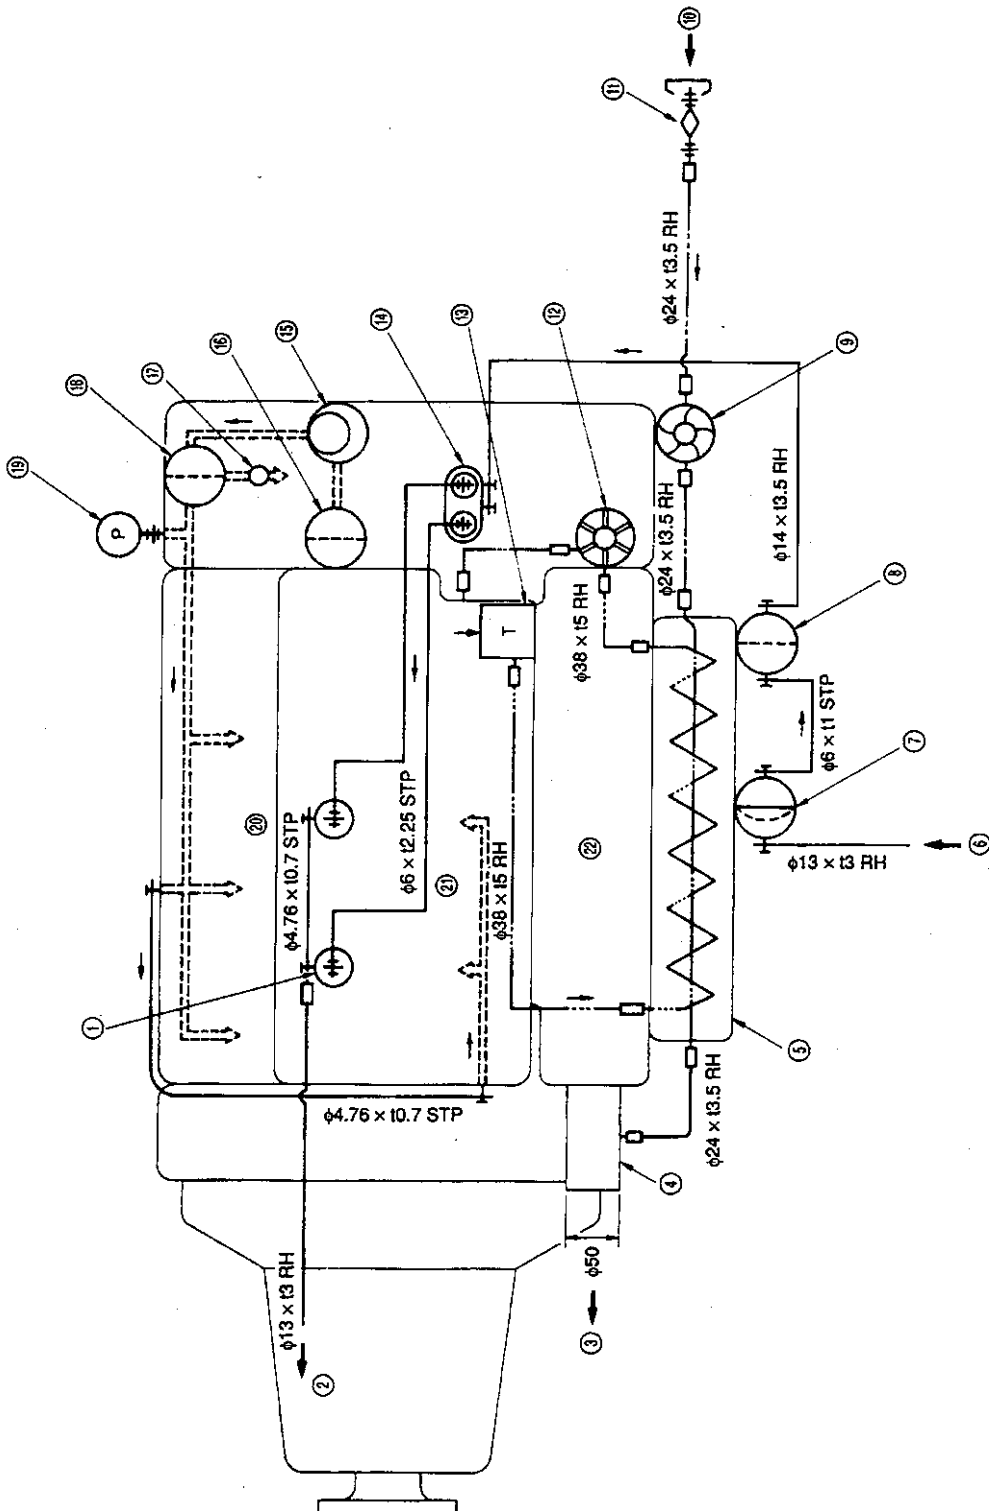 ⑩
⑪
φ24 × t3.5 RH
⑲
⑱
⑰
⑯
⑮
⑭
⑬
⑫
⑨
P
φ24 × t3.5 RH
φ14 × t3.5 RH
T
φ38 × t5 RH
⑧
φ6 × t1 STP
⑦
⑳
φ4.76 × t0.7 STP
φ6 × t2.25 STP
㉑
φ38 × t5 RH
㉒
φ13 × t3 RH
⑥
①
⑤
φ4.76 × t0.7 STP
φ24 × t3.5 RH
④
φ13 × t3 RH
φ50
③
②